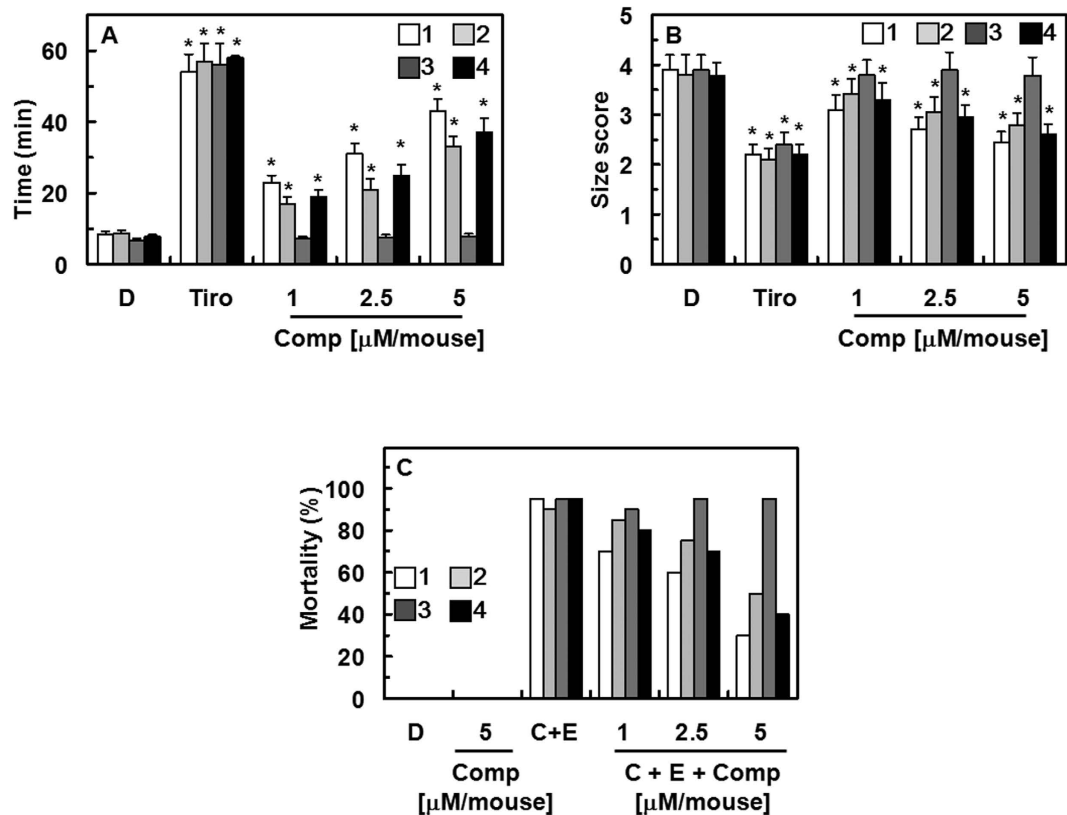 A
1 2
3 4
Time (min)
60
40
20
0
* * * *
* * *
* * *
* * *
D Tiro 1 2.5 5
Comp [μM/mouse]
B
1 2 3 4
Size score
5
4
3
2
1
0
* * * *
* * *
* * *
* * *
D Tiro 1 2.5 5
Comp [μM/mouse]
C
Mortality (%)
100
80
60
40
20
0
1 2
3 4
D 5 C+E 1 2.5 5
Comp
[μM/mouse]
C + E + Comp
[μM/mouse]